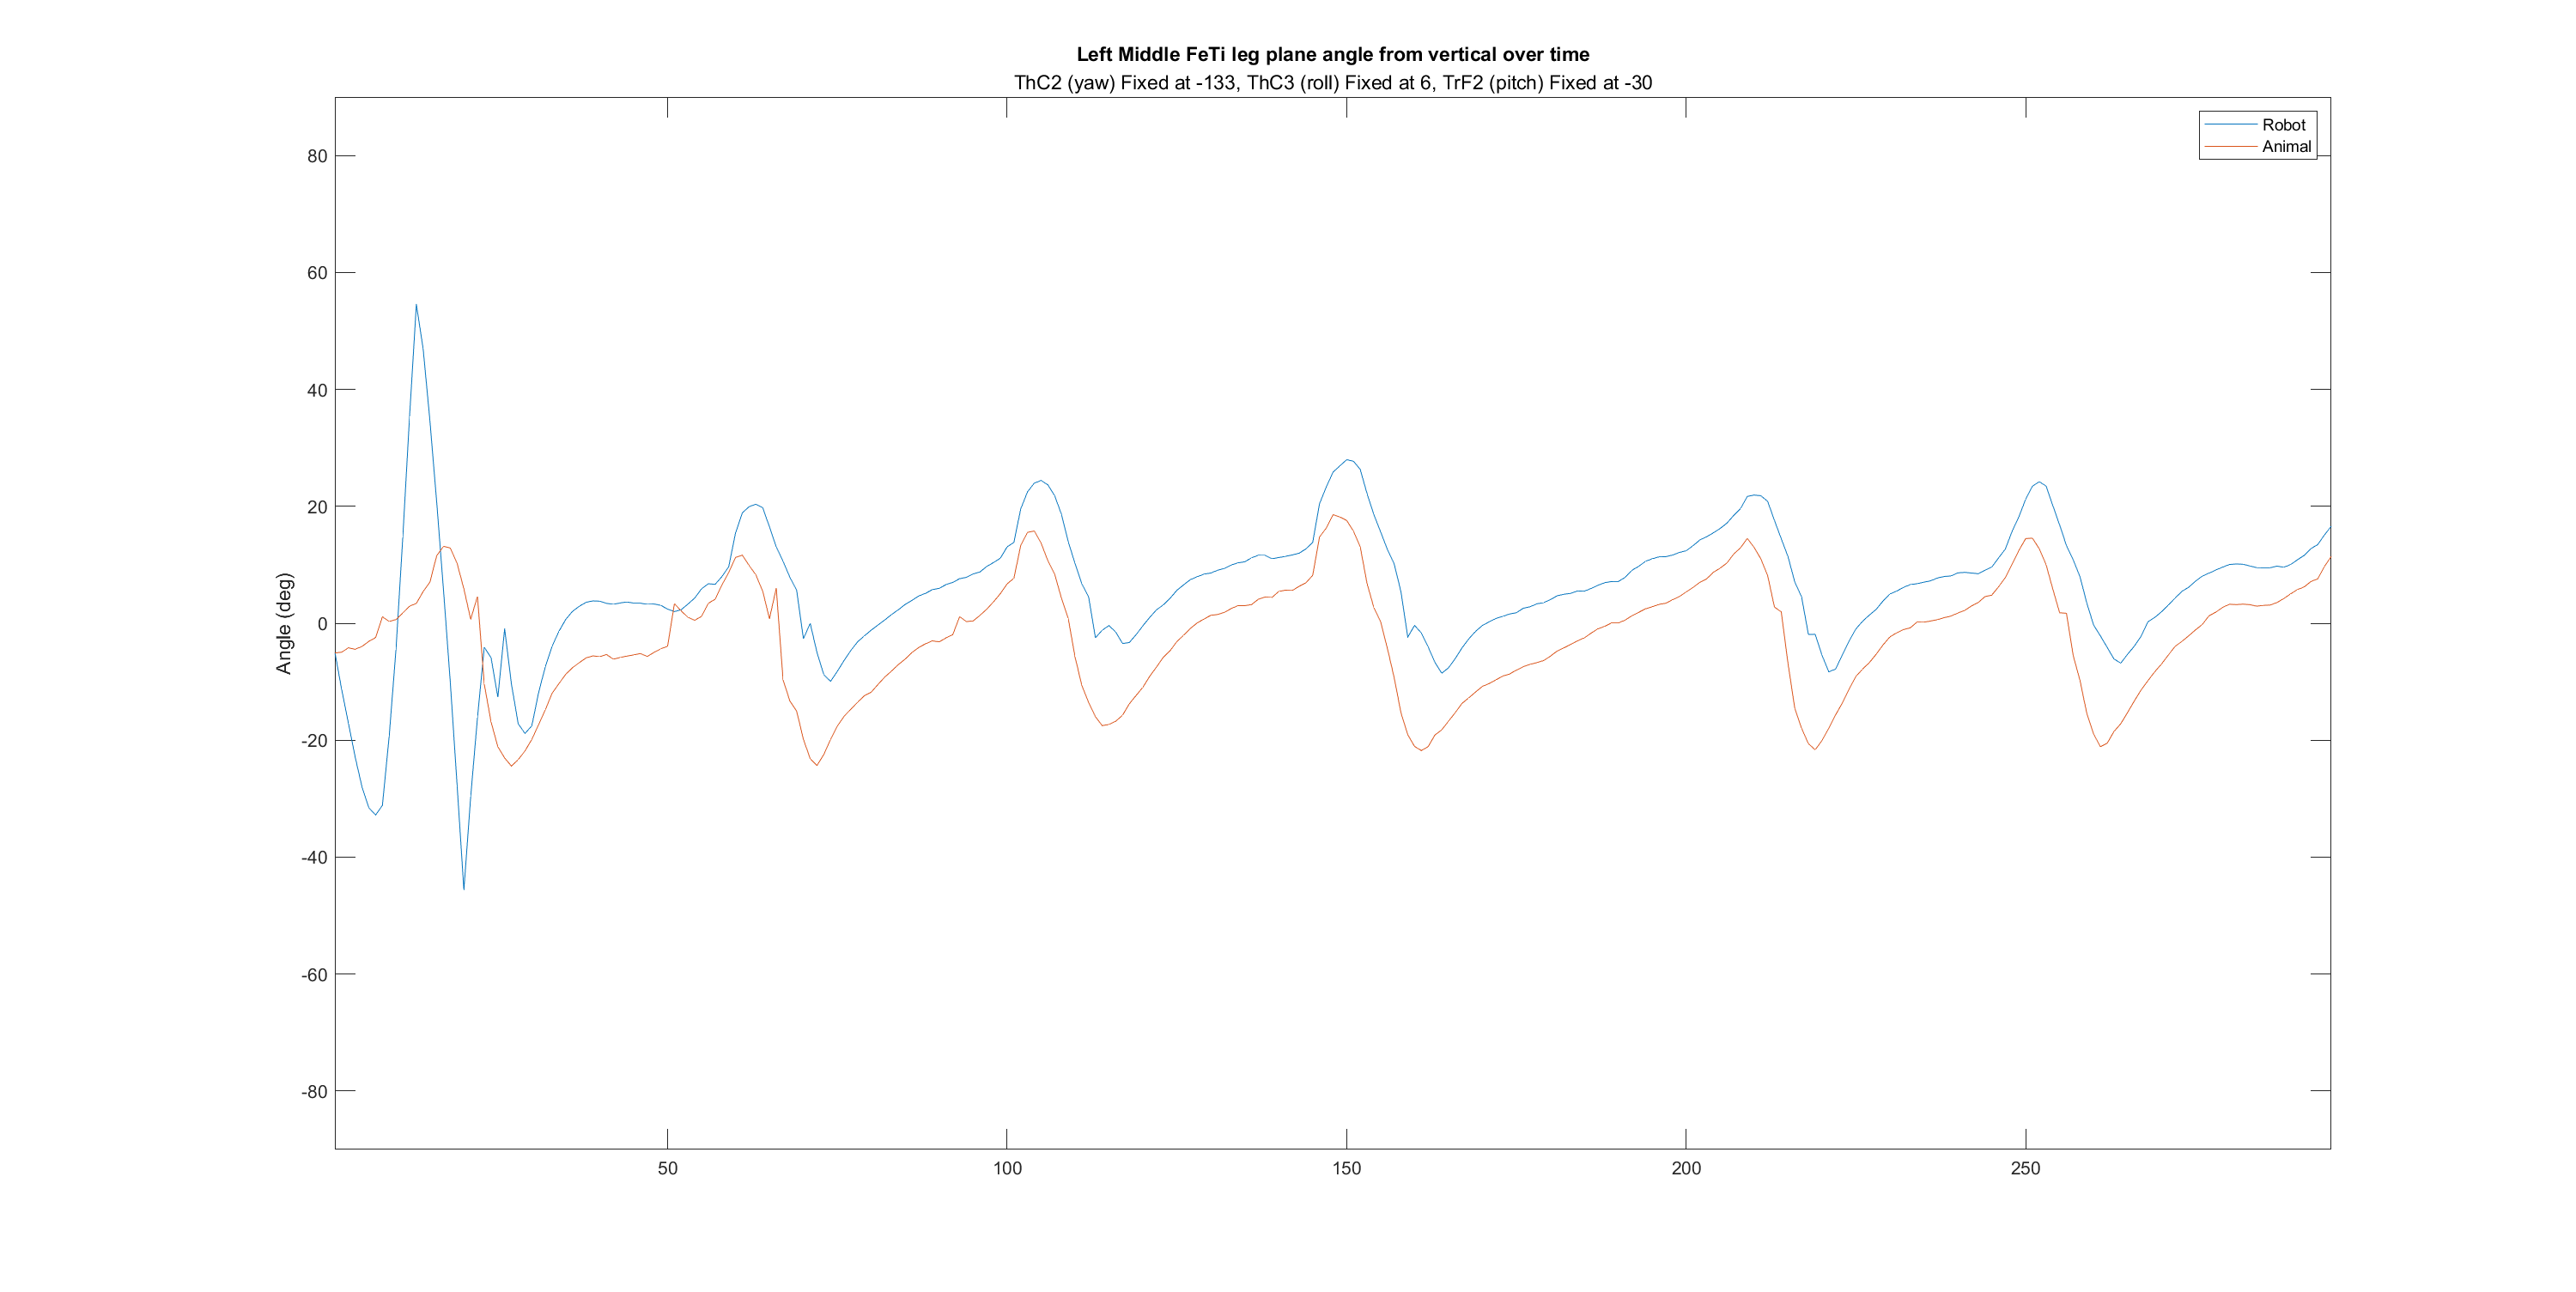 Left Middle FeTi leg plane angle from vertical over time
ThC2 (yaw) Fixed at -133, ThC3 (roll) Fixed at 6, TrF2 (pitch) Fixed at -30
Robot
Animal
80
60
40
20
0
-20
-40
-60
-80
Angle (deg)
50
100
150
200
250